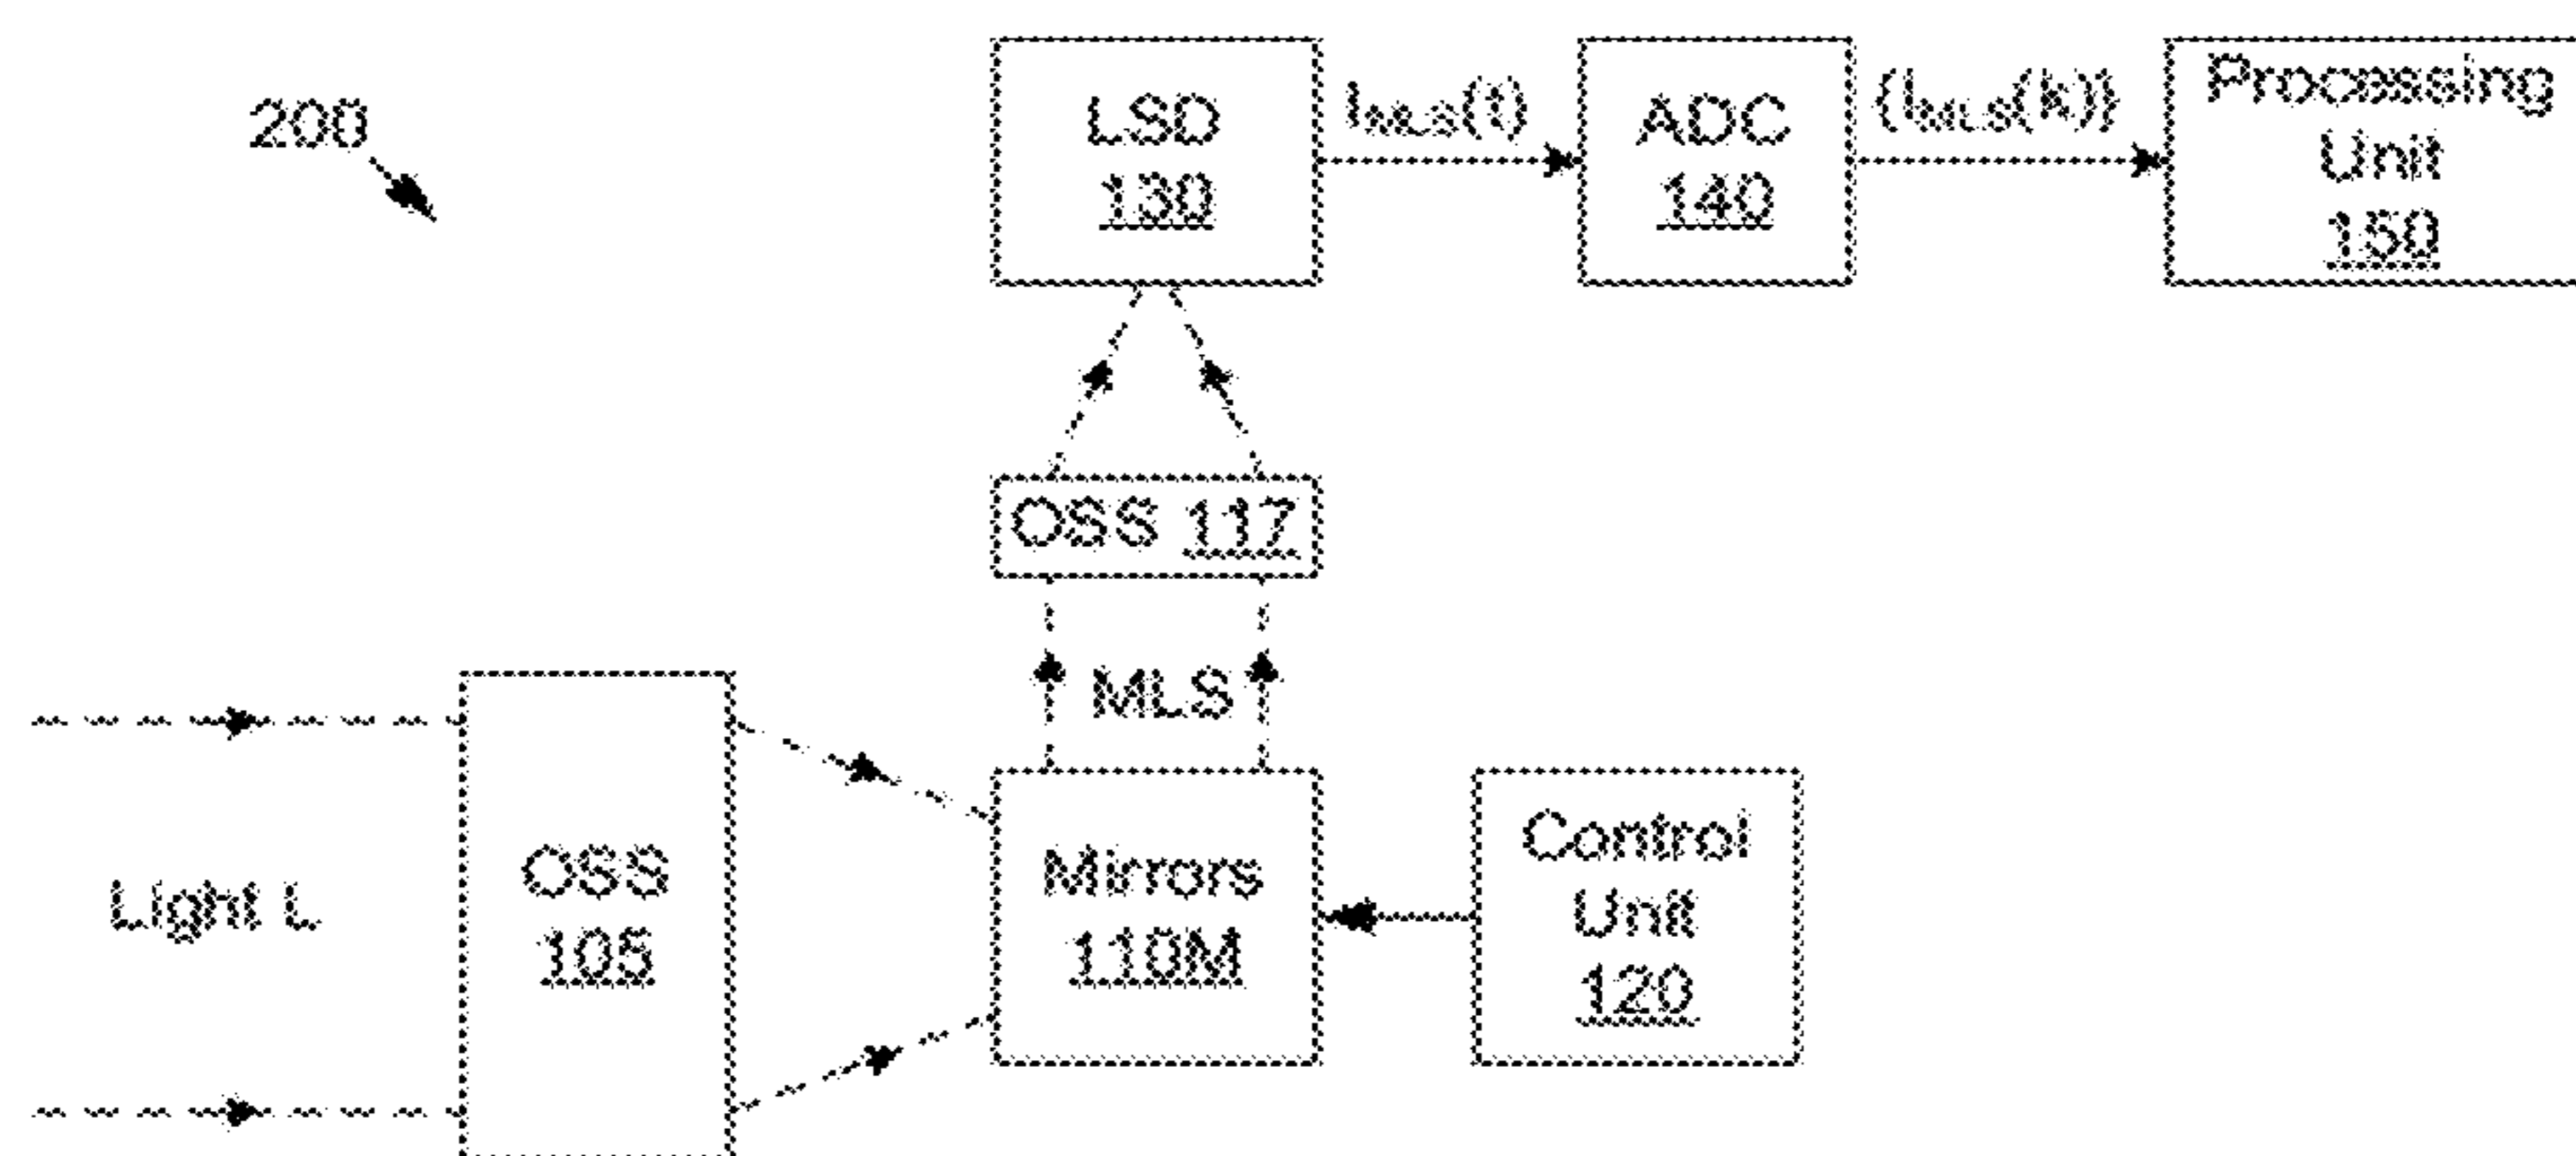 200
LSD
130
I_MLS(t)
ADC
140
{I_MLS(k)}
Processing
Unit
150
OSS 117
MLS
Light L
OSS
105
Mirrors
110M
Control
Unit
120